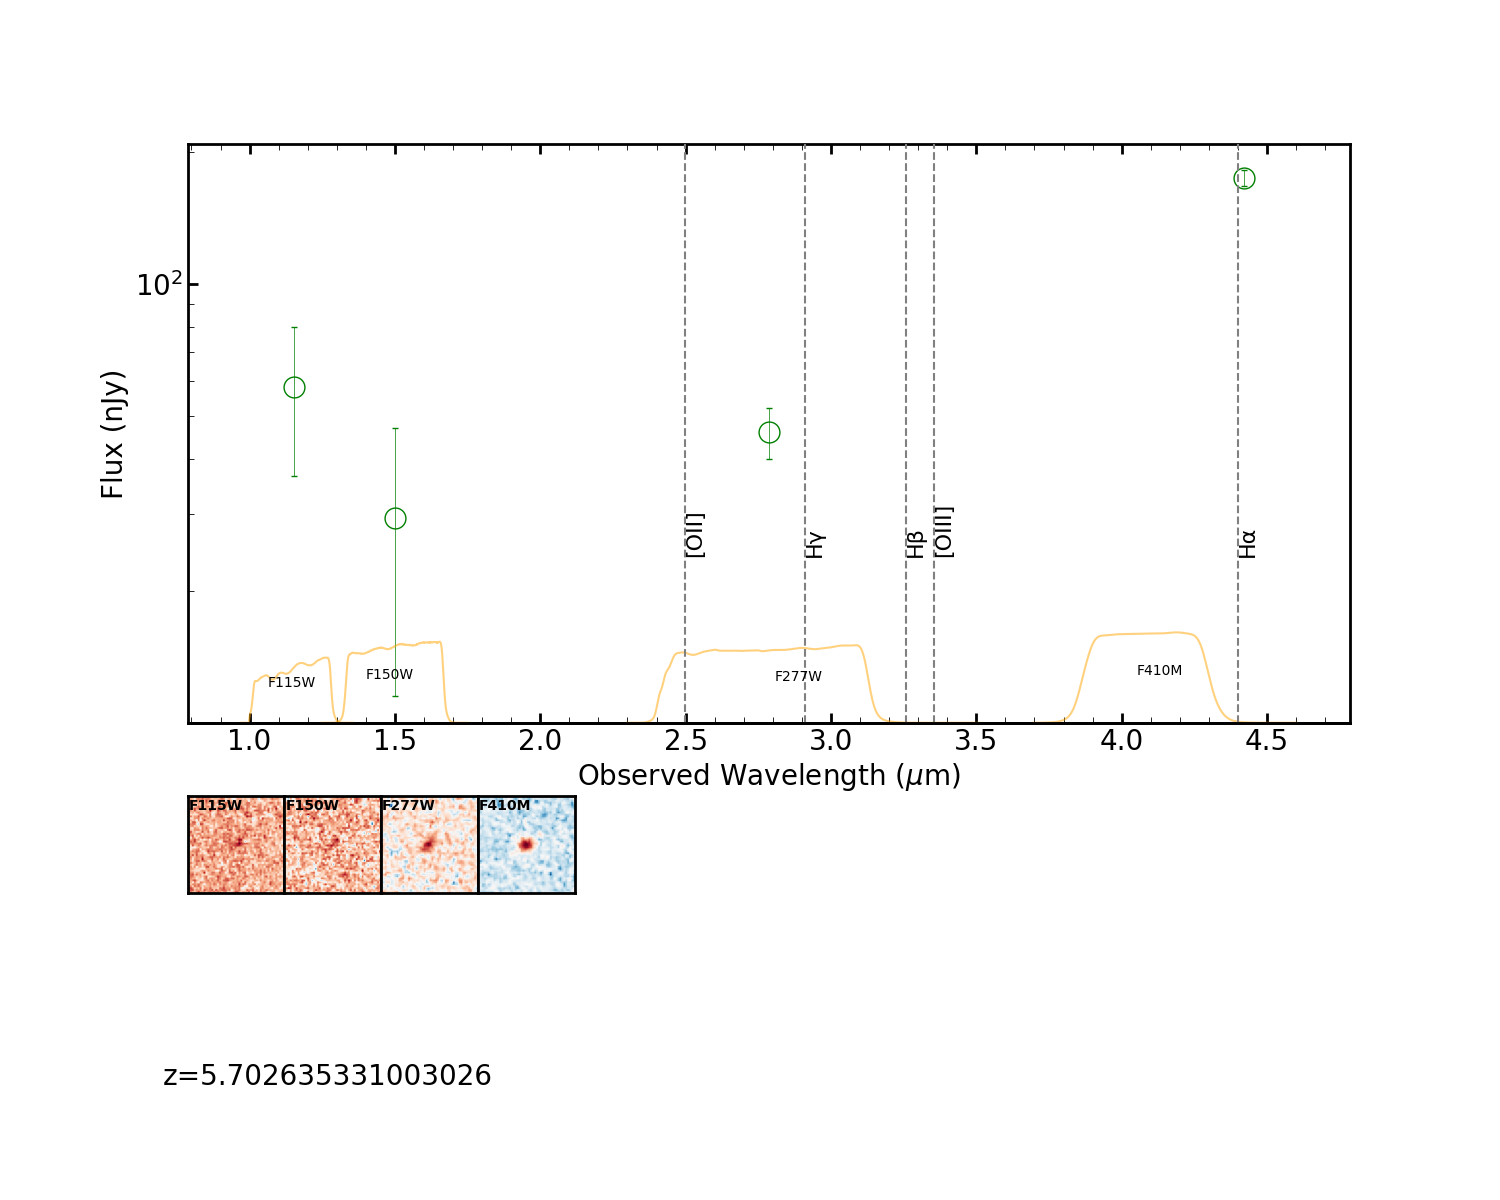 Flux (nJy)
10²
[OII]
Hγ
Hβ
[OIII]
Hα
F115W
F150W
F277W
F410M
1.0 1.5 2.0 2.5 3.0 3.5 4.0 4.5
Observed Wavelength (μm)
F115W F150W F277W F410M
z=5.702635331003026